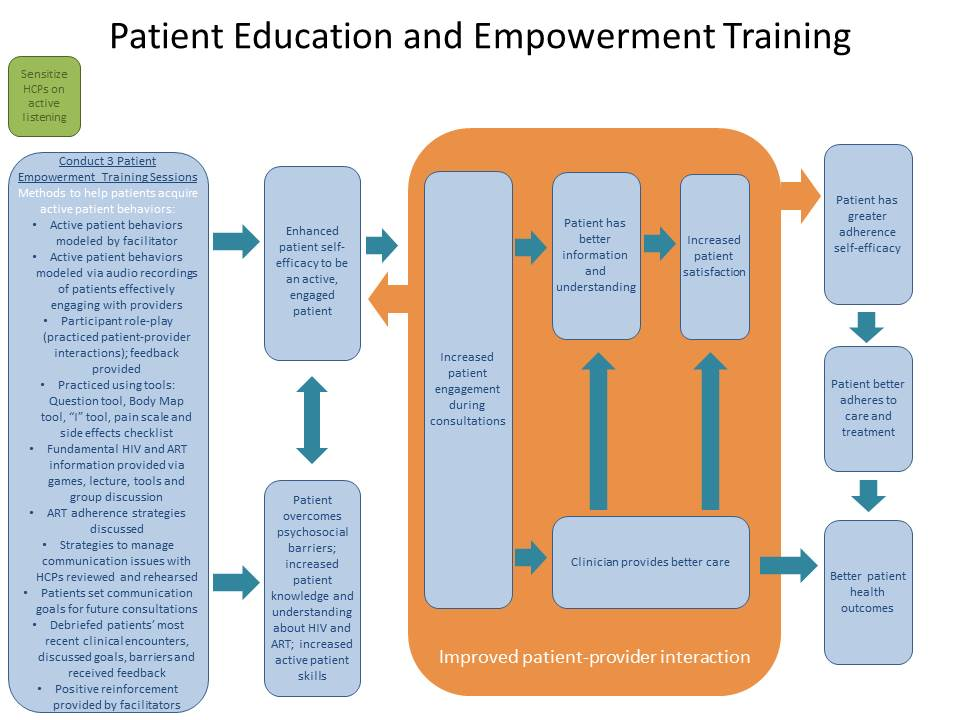 Patient Education and Empowerment Training
Sensitize
HCPs on
active
listening
Conduct 3 Patient
Empowerment Training Sessions
Methods to help patients acquire
active patient behaviors:
• Active patient behaviors
modeled by facilitator
• Active patient behaviors
modeled via audio recordings
of patients effectively
engaging with providers
• Participant role-play
(practiced patient-provider
interactions); feedback
provided
• Practiced using tools:
Question tool, Body Map
tool, “I” tool, pain scale and
side effects checklist
• Fundamental HIV and ART
information provided via
games, lecture, tools and
group discussion
• ART adherence strategies
discussed
• Strategies to manage
communication issues with
HCPs reviewed and rehearsed
• Patients set communication
goals for future consultations
• Debriefed patients’ most
recent clinical encounters,
discussed goals, barriers and
received feedback
• Positive reinforcement
provided by facilitators
Enhanced
patient self-
efficacy to be
an active,
engaged
patient
Patient
overcomes
psychosocial
barriers;
increased
patient
knowledge and
understanding
about HIV and
ART; increased
active patient
skills
Increased
patient
engagement
during
consultations
Patient has
better
information
and
understanding
Increased
patient
satisfaction
Clinician provides better care
Improved patient-provider interaction
Patient has
greater
adherence
self-efficacy
Patient better
adheres to
care and
treatment
Better patient
health
outcomes